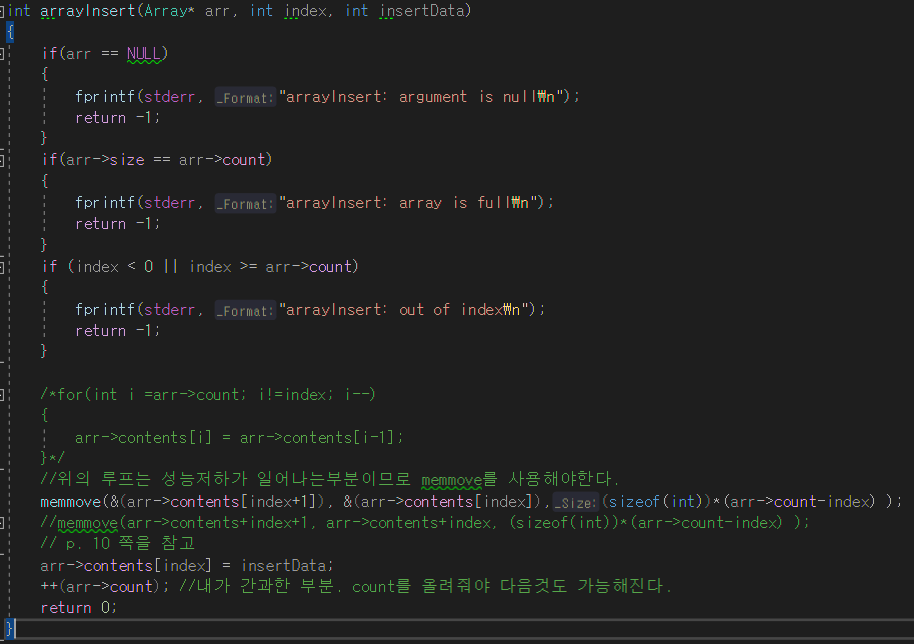 int arrayInsert(Array* arr, int index, int insertData)
{
if(arr == NULL)
{
fprintf(stderr, _Format:"arrayInsert: argument is null₩n");
return -1;
}
if(arr->size == arr->count)
{
fprintf(stderr, _Format:"arrayInsert: array is full₩n");
return -1;
}
if (index < 0 || index >= arr->count)
{
fprintf(stderr, _Format:"arrayInsert: out of index₩n");
return -1;
}
/*for(int i =arr->count; i!=index; i--)
{
arr->contents[i] = arr->contents[i-1];
}*/
//위의 루프는 성능저하가 일어나는부분이므로 memmove를 사용해야한다.
memmove(&(arr->contents[index+1]), &(arr->contents[index]),_Size:(sizeof(int))*(arr->count-index) );
//memmove(arr->contents+index+1, arr->contents+index, (sizeof(int))*(arr->count-index) );
// p.10 쪽을 참고
arr->contents[index] = insertData;
++(arr->count); //내가 간과한 부분. count를 올려줘야 다음것도 가능해진다.
return 0;
}